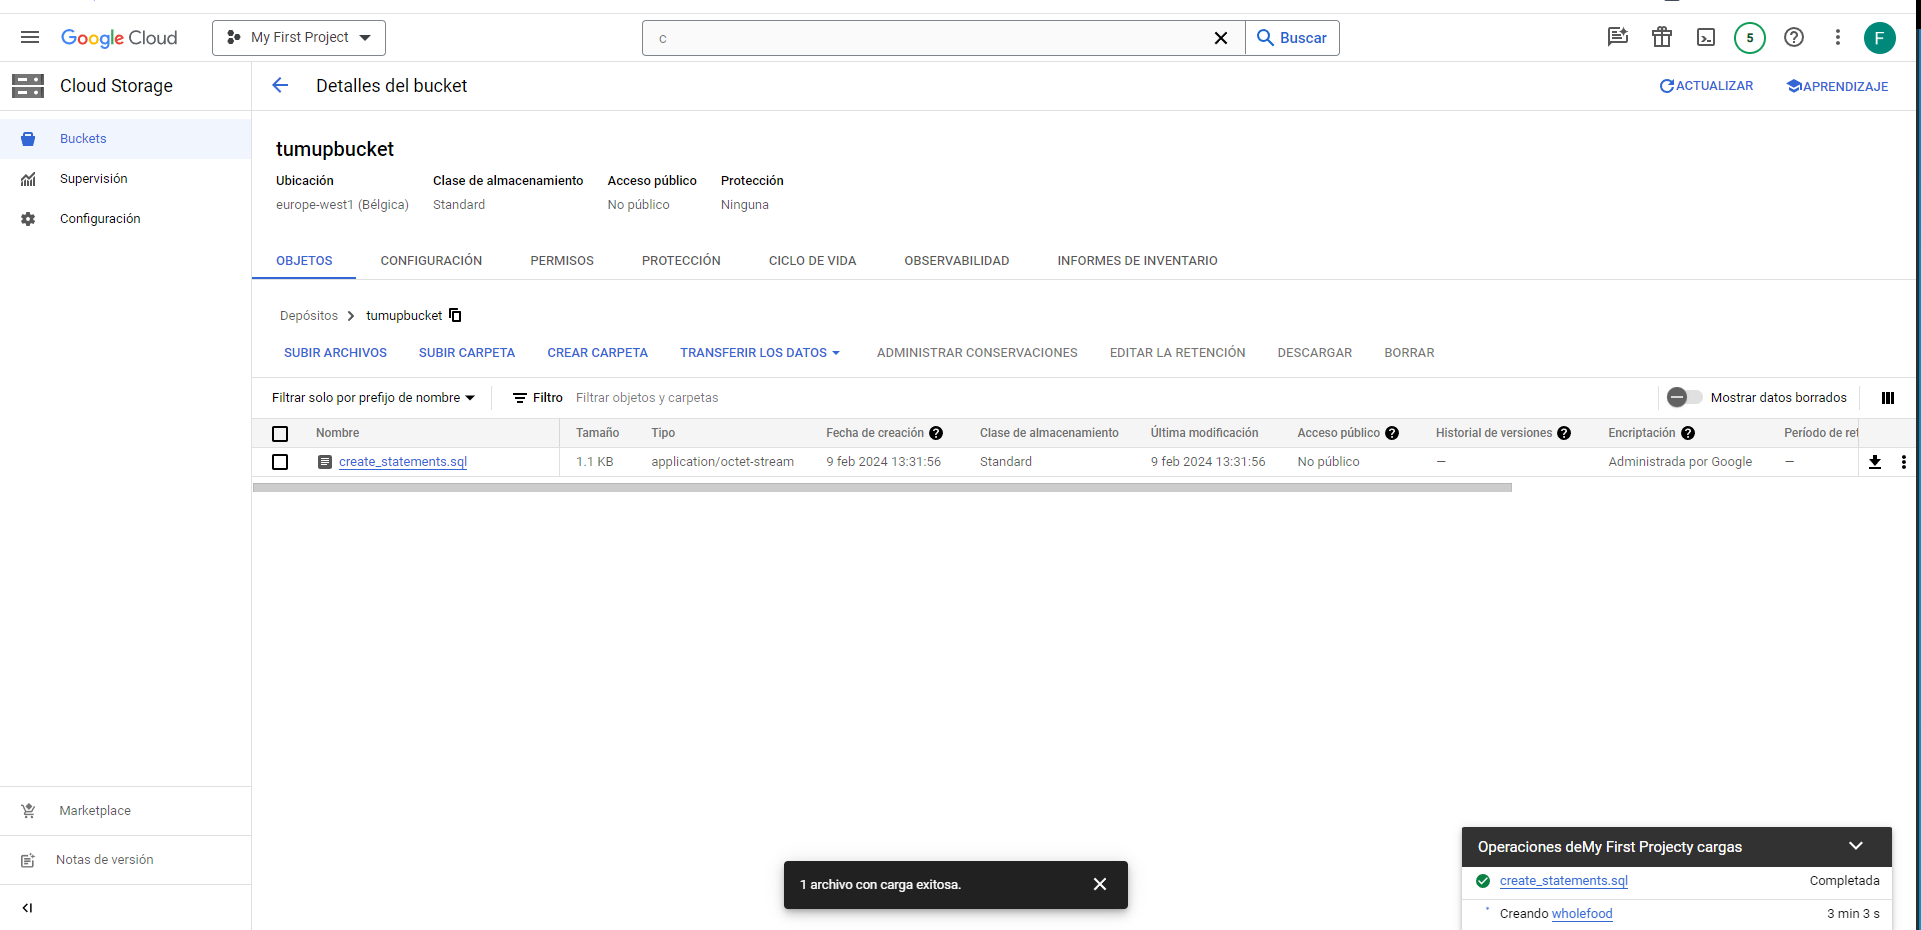 Google Cloud
My First Project
c
Buscar
5
F
Cloud Storage
Detalles del bucket
ACTUALIZAR
APRENDIZAJE
Buckets
Supervisión
Configuración
tumupbucket
Ubicación Clase de almacenamiento Acceso público Protección
europe-west1 (Bélgica) Standard No público Ninguna
OBJETOS CONFIGURACIÓN PERMISOS PROTECCIÓN CICLO DE VIDA OBSERVABILIDAD INFORMES DE INVENTARIO
Depósitos tumupbucket
SUBIR ARCHIVOS SUBIR CARPETA CREAR CARPETA TRANSFERIR LOS DATOS ADMINISTRAR CONSERVACIONES EDITAR LA RETENCIÓN DESCARGAR BORRAR
Filtrar solo por prefijo de nombre Filtro Filtrar objetos y carpetas Mostrar datos borrados
Nombre Tamaño Tipo Fecha de creación Clase de almacenamiento Última modificación Acceso público Historial de versiones Encriptación Período de ret
create_statements.sql 1.1 KB application/octet-stream 9 feb 2024 13:31:56 Standard 9 feb 2024 13:31:56 No público — Administrada por Google —
Marketplace
Notas de versión
1 archivo con carga exitosa.
Operaciones deMy First Projecty cargas
create_statements.sql Completada
Creando wholefood 3 min 3 s